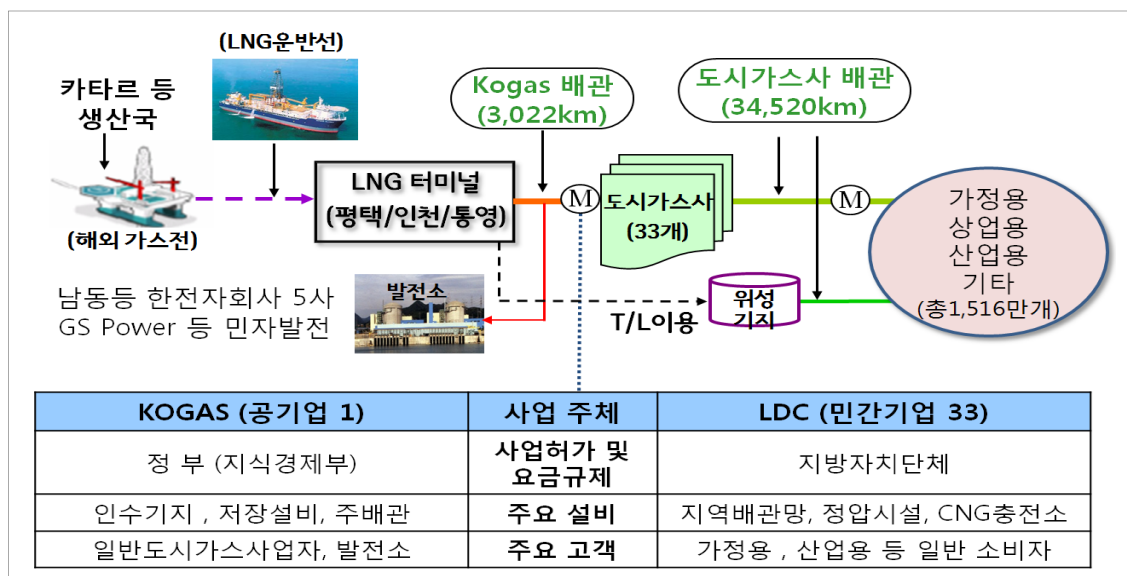 (LNG운반선)
카타르 등
생산국
(해외 가스전)
LNG 터미널
(평택/인천/통영)
Kogas 배관
(3,022km)
M
도시가스사
(33개)
도시가스사 배관
(34,520km)
M
가정용
상업용
산업용
기타
(총1,516만개)
남동등 한전자회사 5사
GS Power 등 민자발전
발전소
T/L이용
위성
기지
KOGAS (공기업 1) 사업 주체 LDC (민간기업 33)
정 부 (지식경제부) 사업허가 및 요금규제 지방자치단체
인수기지 , 저장설비, 주배관 주요 설비 지역배관망, 정압시설, CNG충전소
일반도시가스사업자, 발전소 주요 고객 가정용 , 산업용 등 일반 소비자